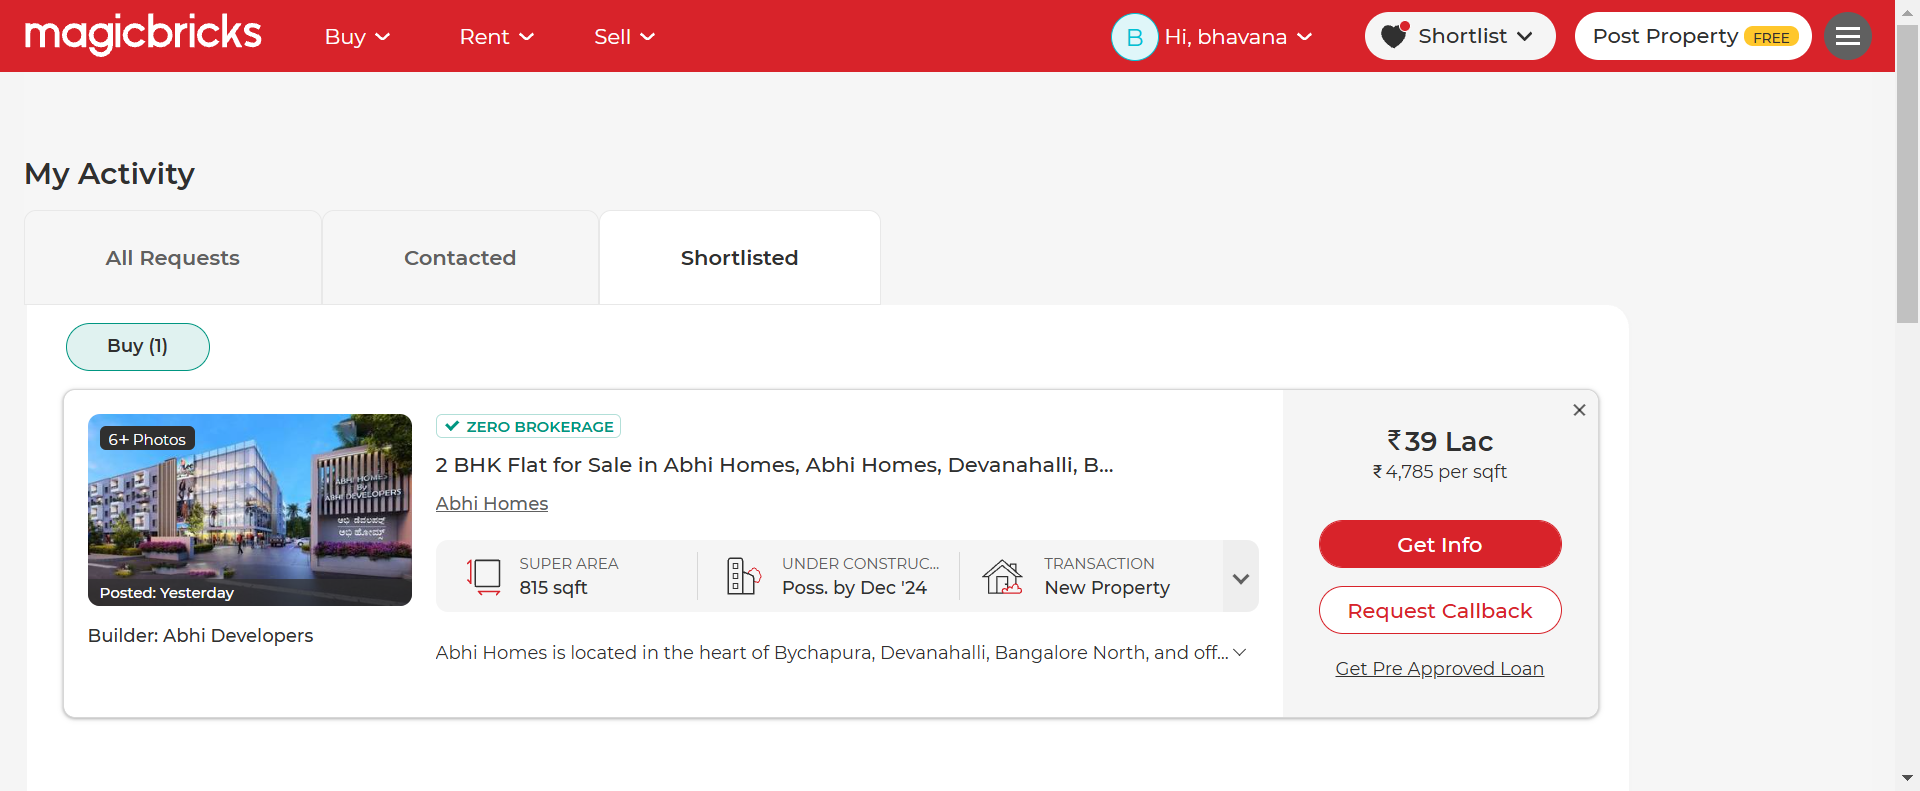 magicbricks
Buy
Rent
Sell
B
Hi, bhavana
Shortlist
Post Property FREE
My Activity
All Requests
Contacted
Shortlisted
Buy (1)
6+ Photos
ABHI HOMES
By
ABHI DEVELOPERS
Posted: Yesterday
Builder: Abhi Developers
ZERO BROKERAGE
2 BHK Flat for Sale in Abhi Homes, Abhi Homes, Devanahalli, B...
Abhi Homes
SUPER AREA
815 sqft
UNDER CONSTRUC...
Poss. by Dec '24
TRANSACTION
New Property
Abhi Homes is located in the heart of Bychapura, Devanahalli, Bangalore North, and off...
₹39 Lac
₹4,785 per sqft
Get Info
Request Callback
Get Pre Approved Loan